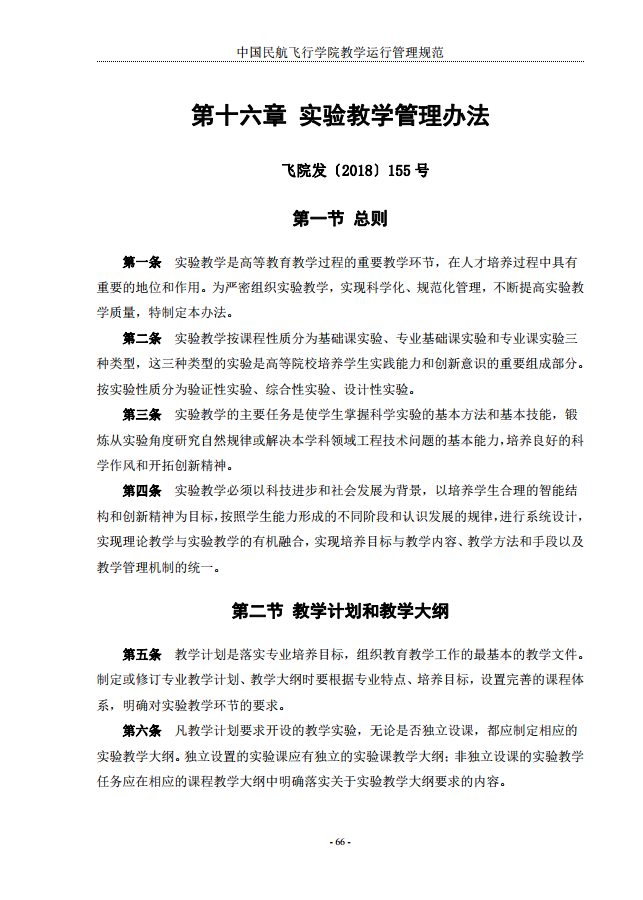 中国民航飞行学院教学运行管理规范
第十六章 实验教学管理办法
飞院发〔2018〕155 号
第一节 总则
第一条 实验教学是高等教育教学过程的重要教学环节，在人才培养过程中具有
重要的地位和作用。为严密组织实验教学，实现科学化、规范化管理，不断提高实验教
学质量，特制定本办法。
第二条 实验教学按课程性质分为基础课实验、专业基础课实验和专业课实验三
种类型，这三种类型的实验是高等院校培养学生实践能力和创新意识的重要组成部分。
按实验性质分为验证性实验、综合性实验、设计性实验。
第三条 实验教学的主要任务是使学生掌握科学实验的基本方法和基本技能，锻
炼从实验角度研究自然规律或解决本学科领域工程技术问题的基本能力，培养良好的科
学作风和开拓创新精神。
第四条 实验教学必须以科技进步和社会发展为背景，以培养学生合理的智能结
构和创新精神为目标，按照学生能力形成的不同阶段和认识发展的规律，进行系统设计，
实现理论教学与实验教学的有机融合，实现培养目标与教学内容、教学方法和手段以及
教学管理机制的统一。
第二节 教学计划和教学大纲
第五条 教学计划是落实专业培养目标，组织教育教学工作的最基本的教学文件。
制定或修订专业教学计划、教学大纲时要根据专业特点、培养目标，设置完善的课程体
系，明确对实验教学环节的要求。
第六条 凡教学计划要求开设的教学实验，无论是否独立设课，都应制定相应的
实验教学大纲。独立设置的实验课应有独立的实验课教学大纲；非独立设课的实验教学
任务应在相应的课程教学大纲中明确落实关于实验教学大纲要求的内容。
- 66 -